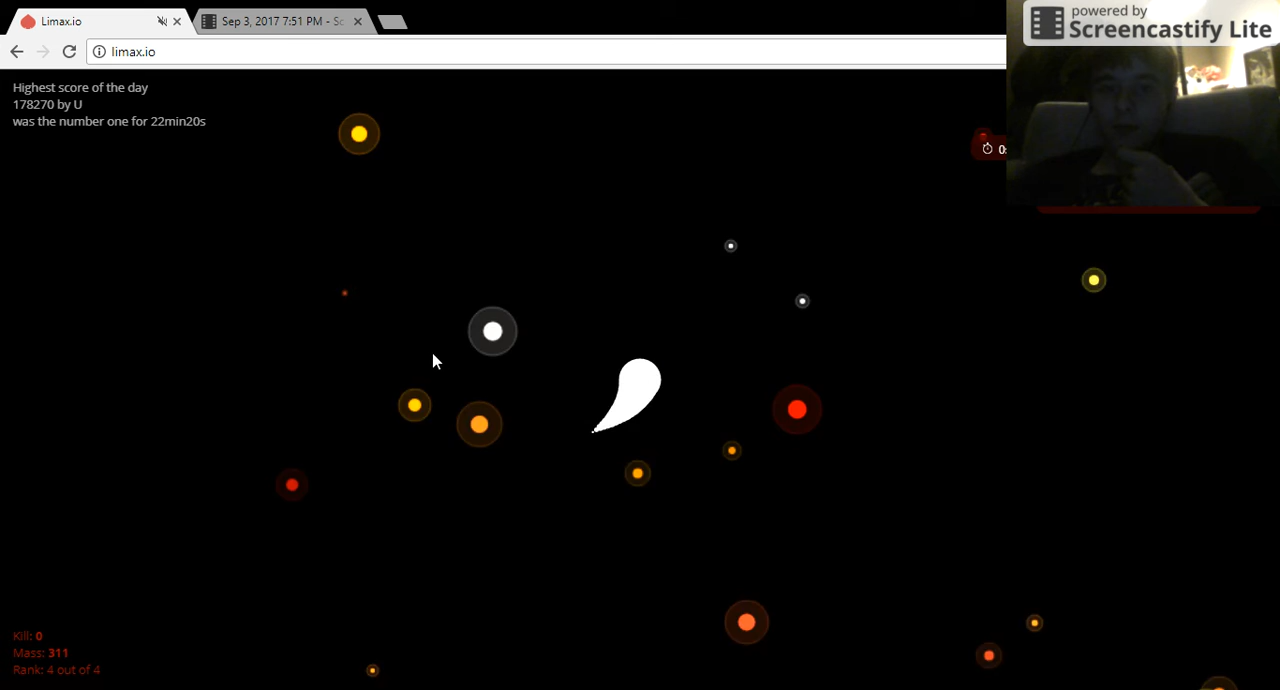 Limax.io
Sep 3, 2017 7:51 PM - Sc
limax.io
powered by
Screencastify Lite
Highest score of the day
178270 by U
was the number one for 22min20s
0:
Kill: 0
Mass: 311
Rank: 4 out of 4